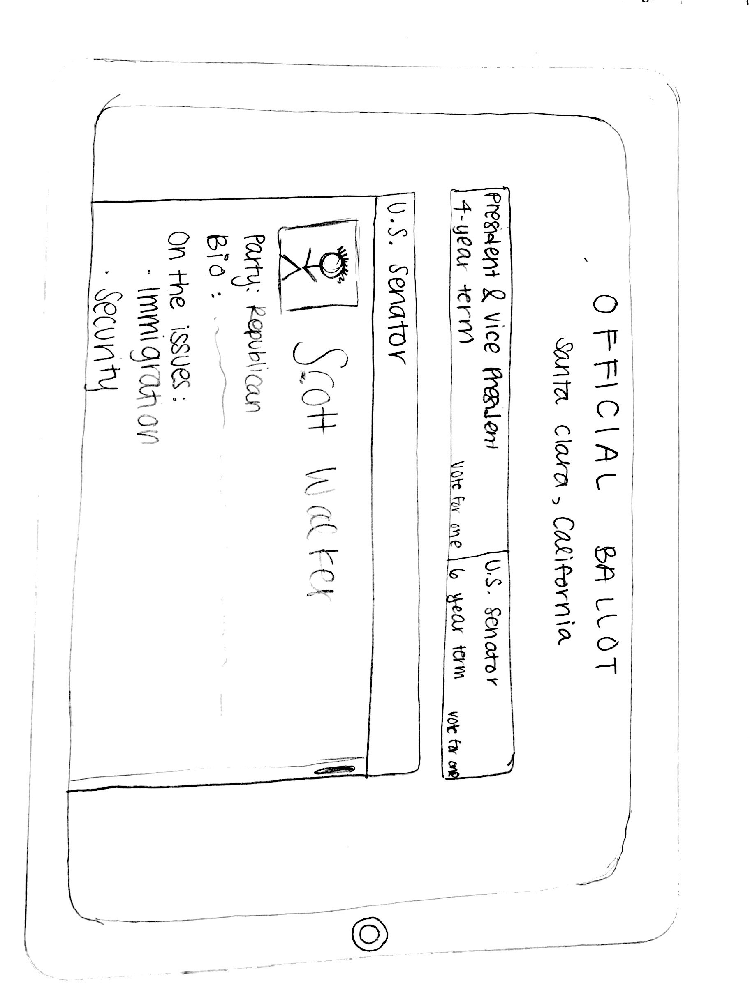 OFFICIAL BALLOT
Santa Clara, California
President & Vice President
4-year term
Vote for one
U.S. Senator
6 year term
vote for one
U.S. Senator
Scott Walker
Party: Republican
Bio:
On the issues:
· Immigration
· Security